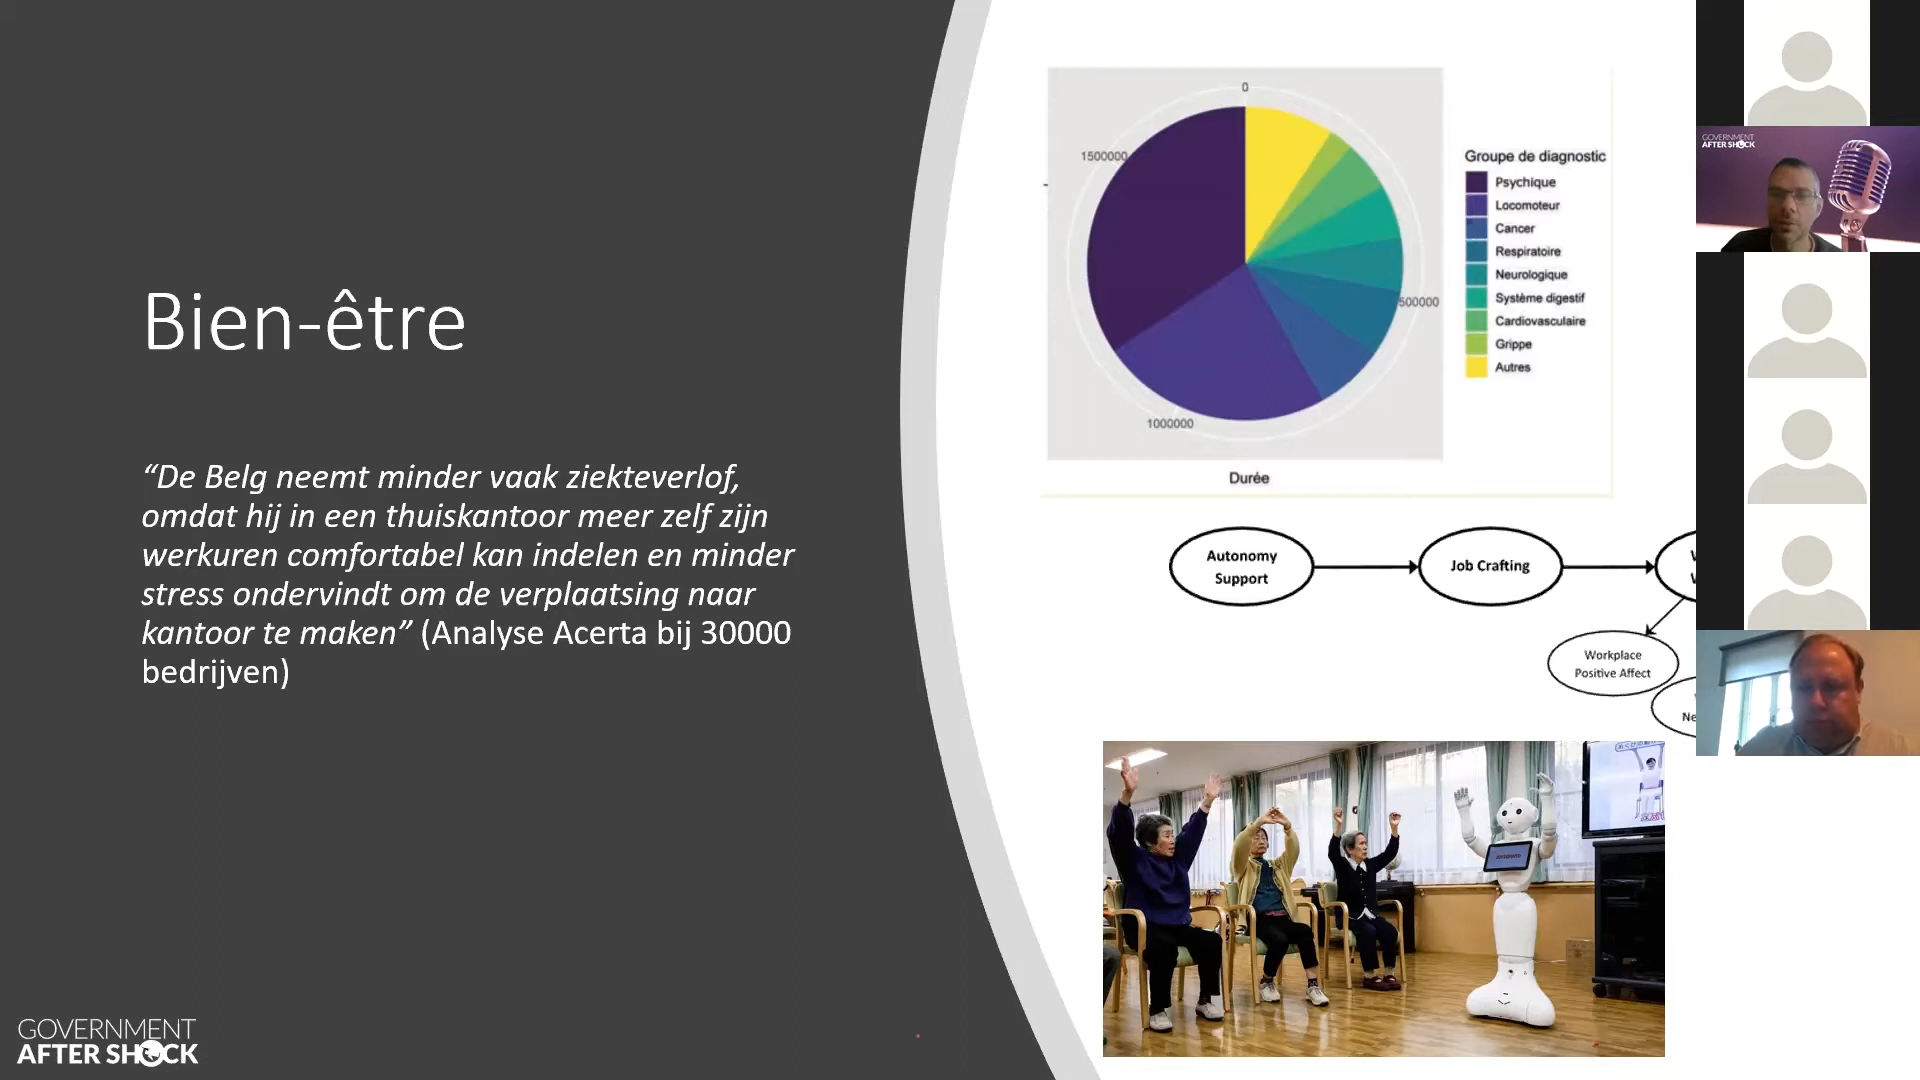 Bien-être
“De Belg neemt minder vaak ziekteverlof,
omdat hij in een thuiskantoor meer zelf zijn
werkuren comfortabel kan indelen en minder
stress ondervindt om de verplaatsing naar
kantoor te maken” (Analyse Acerta bij 30000
bedrijven)
GOVERNMENT
AFTER SHOCK
0
1500000
500000
1000000
Durée
Groupe de diagnostic
Psychique
Locomoteur
Cancer
Respiratoire
Neurologique
Système digestif
Cardiovasculaire
Grippe
Autres
Autonomy
Support
Job Crafting
Workplace
Positive Affect
Ne
GOVERNMENT
AFTER SHOCK